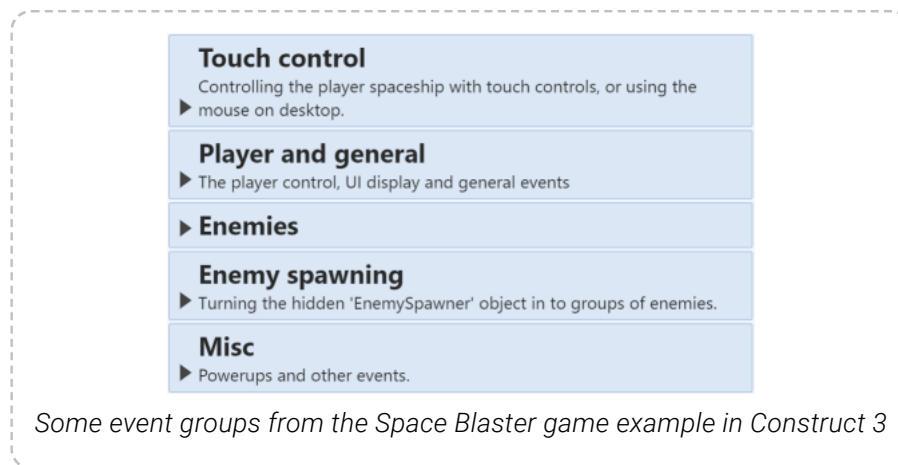 Touch control
Controlling the player spaceship with touch controls, or using the
mouse on desktop.
Player and general
The player control, UI display and general events
Enemies
Enemy spawning
Turning the hidden 'EnemySpawner' object in to groups of enemies.
Misc
Powerups and other events.
Some event groups from the Space Blaster game example in Construct 3